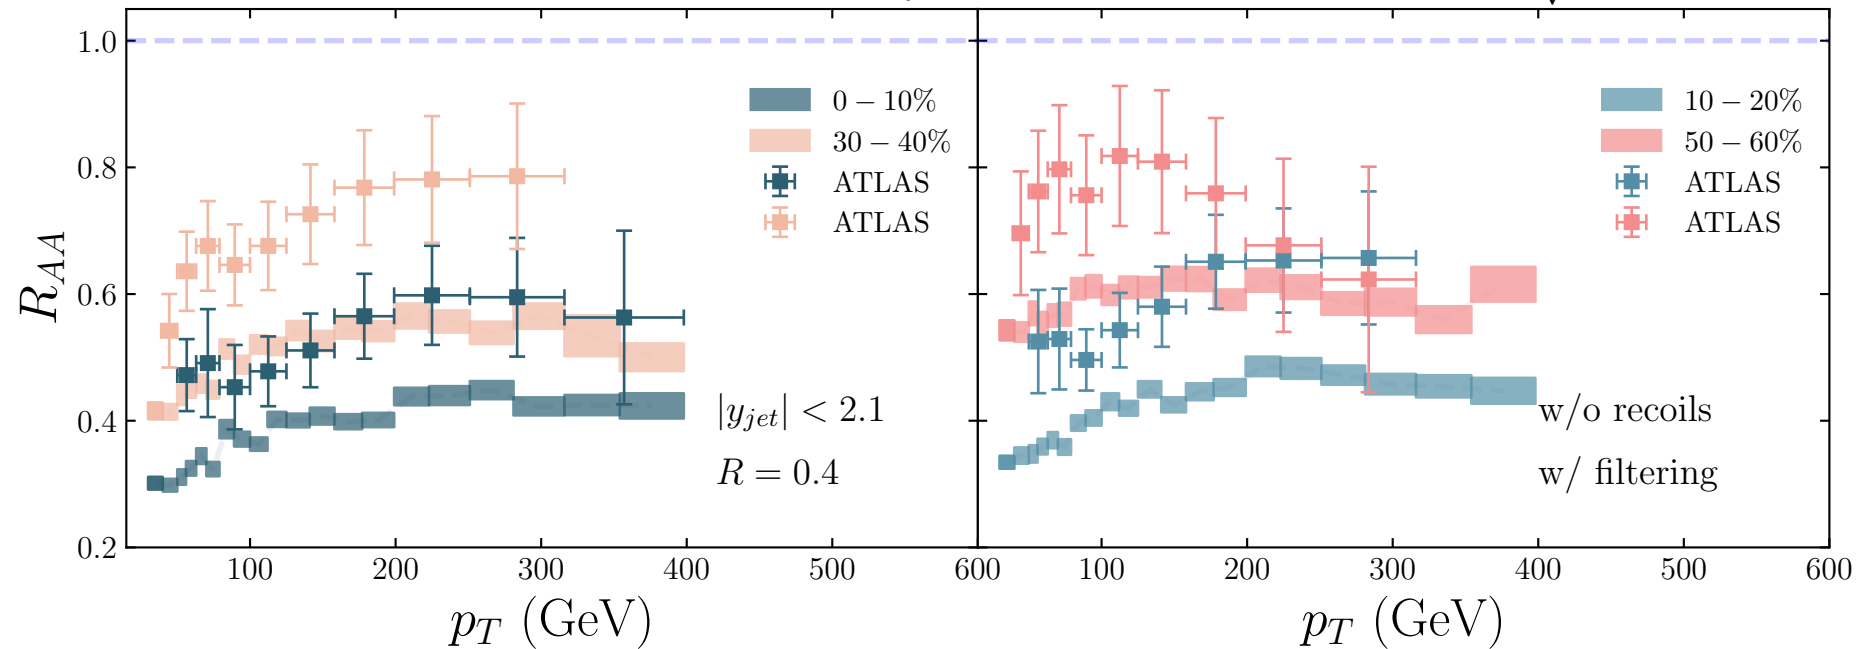 1.0
0.8
0.6
0.4
0.2
R_{AA}
0 − 10%
30 − 40%
ATLAS
ATLAS
|y_{jet}| < 2.1
R = 0.4
100 200 300 400 500 600
p_T (GeV)
10 − 20%
50 − 60%
ATLAS
ATLAS
w/o recoils
w/ filtering
100 200 300 400 500 600
p_T (GeV)